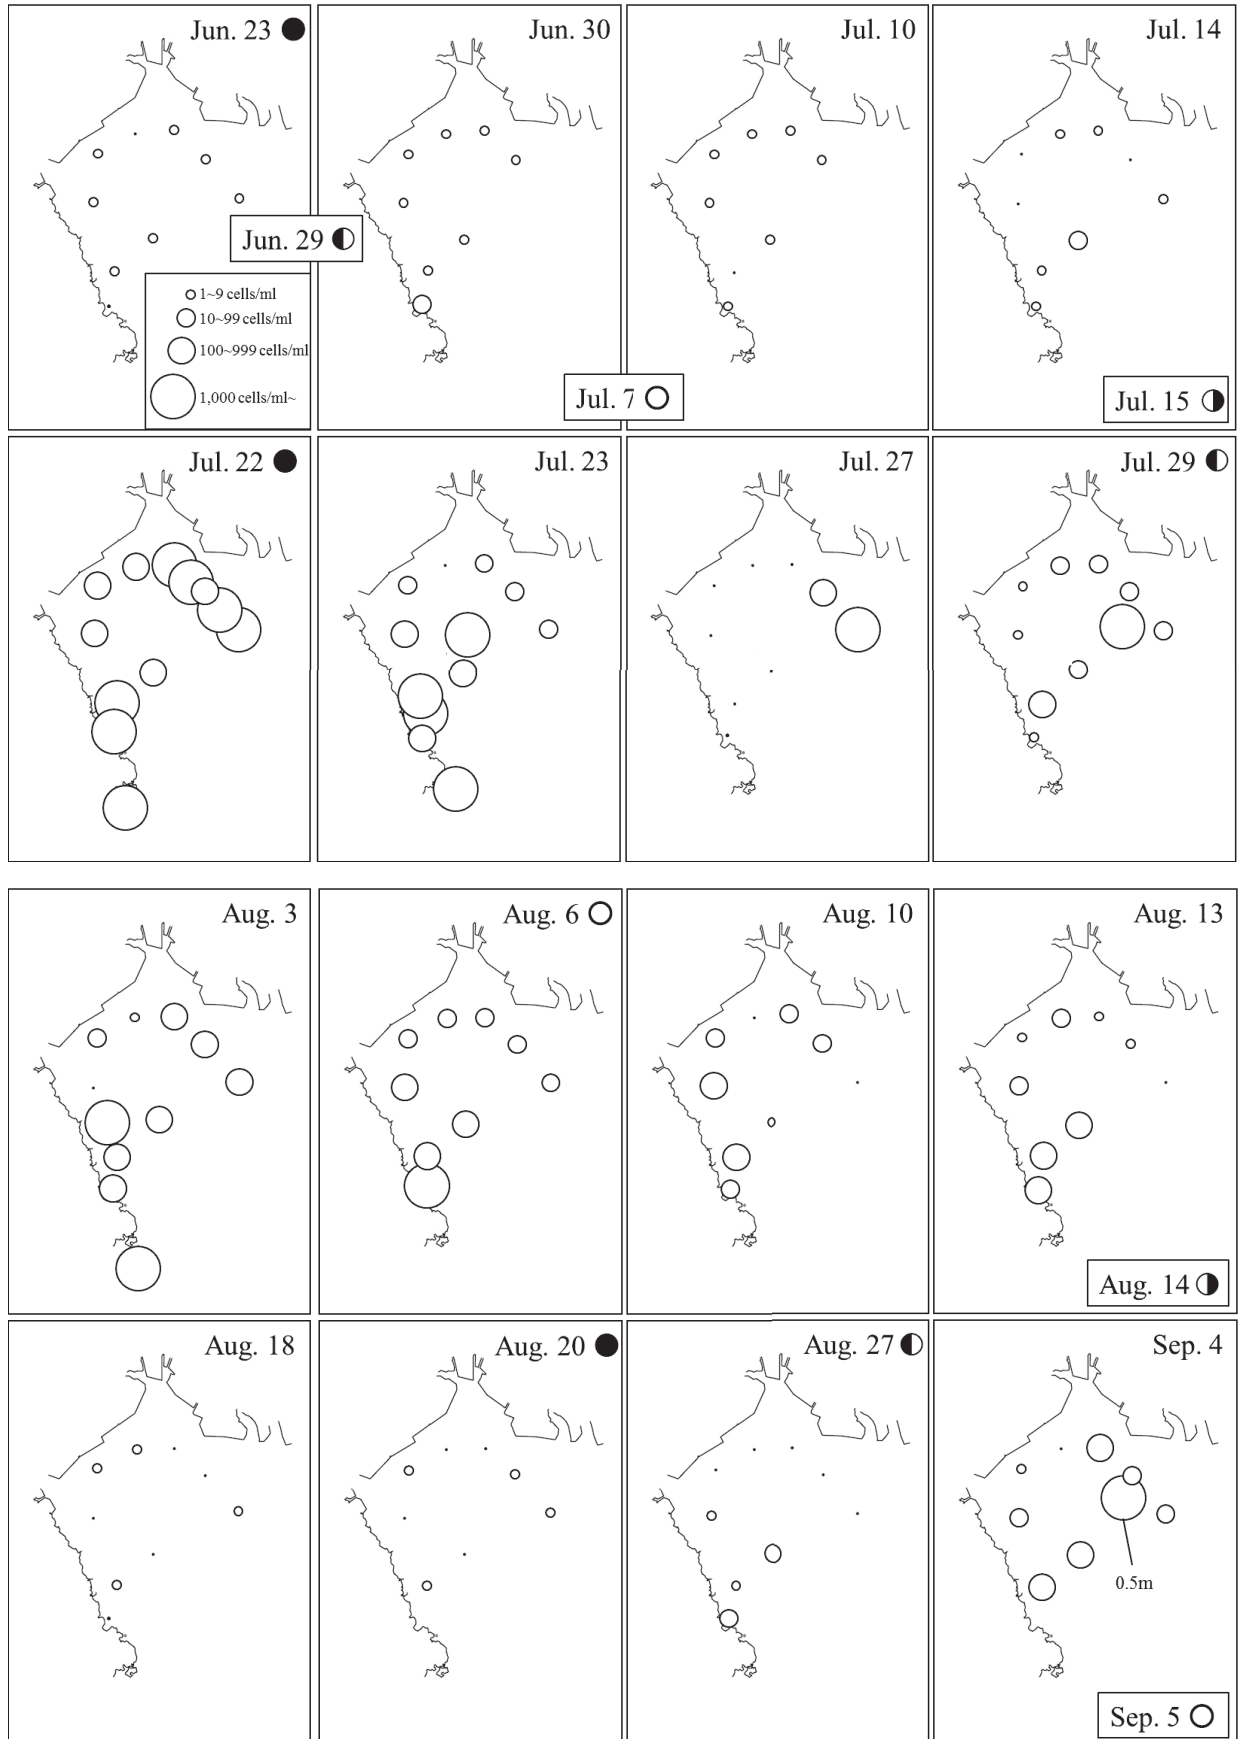 Jun. 23
Jun. 30
Jul. 10
Jul. 14
Jun. 29
1~9 cells/ml
10~99 cells/ml
100~999 cells/ml
1,000 cells/ml~
Jul. 7
Jul. 15
Jul. 22
Jul. 23
Jul. 27
Jul. 29
Aug. 3
Aug. 6
Aug. 10
Aug. 13
Aug. 14
Aug. 18
Aug. 20
Aug. 27
Sep. 4
0.5m
Sep. 5